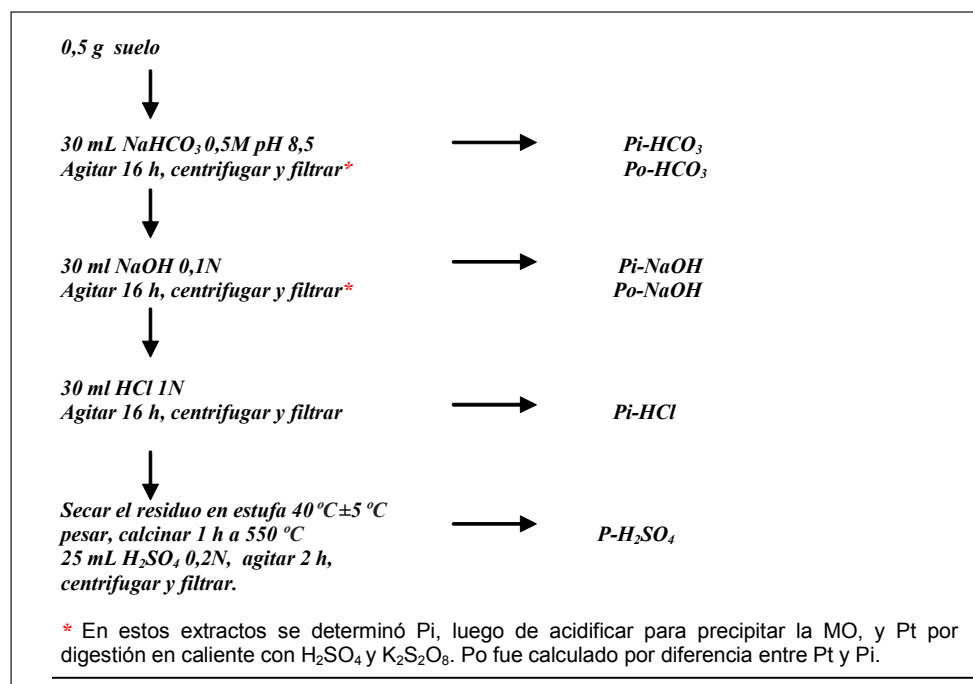 0,5 g suelo
30 mL NaHCO₃ 0,5M pH 8,5
Agitar 16 h, centrifugar y filtrar*
Pi-HCO₃
Po-HCO₃
30 ml NaOH 0,1N
Agitar 16 h, centrifugar y filtrar*
Pi-NaOH
Po-NaOH
30 ml HCl 1N
Agitar 16 h, centrifugar y filtrar
Pi-HCl
Secar el residuo en estufa 40 ºC±5 ºC
pesar, calcinar 1 h a 550 ºC
25 mL H₂SO₄ 0,2N, agitar 2 h,
centrifugar y filtrar.
P-H₂SO₄
* En estos extractos se determinó Pi, luego de acidificar para precipitar la MO, y Pt por
digestión en caliente con H₂SO₄ y K₂S₂O₈. Po fue calculado por diferencia entre Pt y Pi.